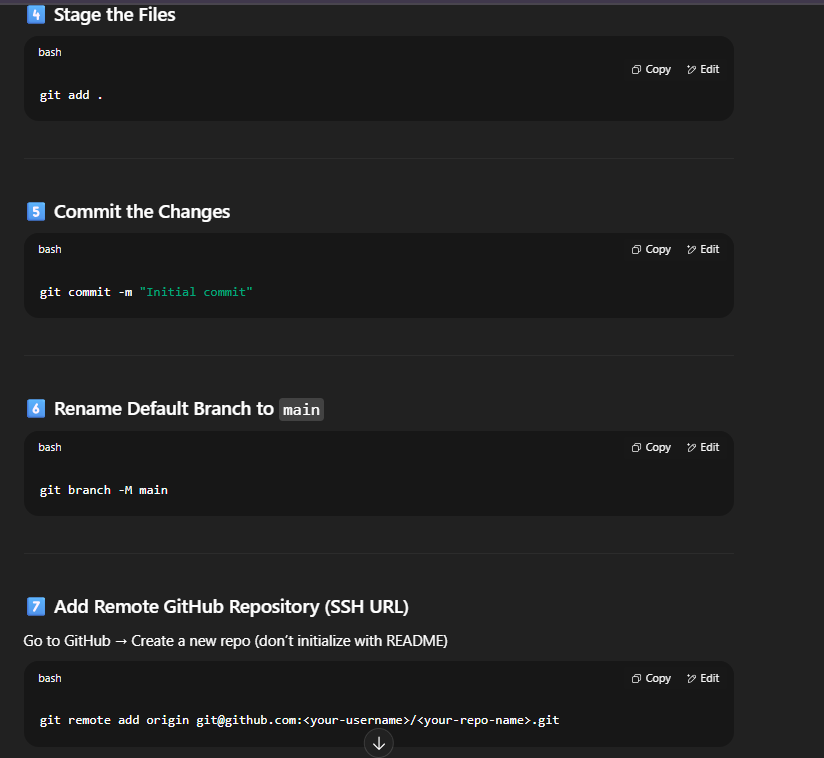 4 Stage the Files
bash
Copy Edit
git add .
5 Commit the Changes
bash Copy Edit
git commit -m "Initial commit"
6 Rename Default Branch to main
bash Copy Edit
git branch -M main
7 Add Remote GitHub Repository (SSH URL)
Go to GitHub → Create a new repo (don’t initialize with README)
bash Copy Edit
git remote add origin git@github.com:<your-username>/<your-repo-name>.git